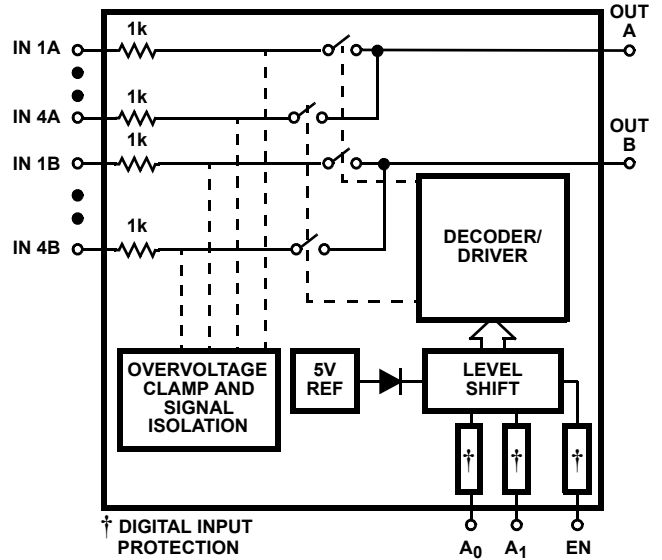 OUT
A
1k
IN 1A
1k
IN 4A
1k
OUT
B
IN 1B
1k
IN 4B
DECODER/
DRIVER
OVERVOLTAGE
CLAMP AND
SIGNAL
ISOLATION
5V
REF
LEVEL
SHIFT
† † †
† DIGITAL INPUT
PROTECTION
A0 A1 EN